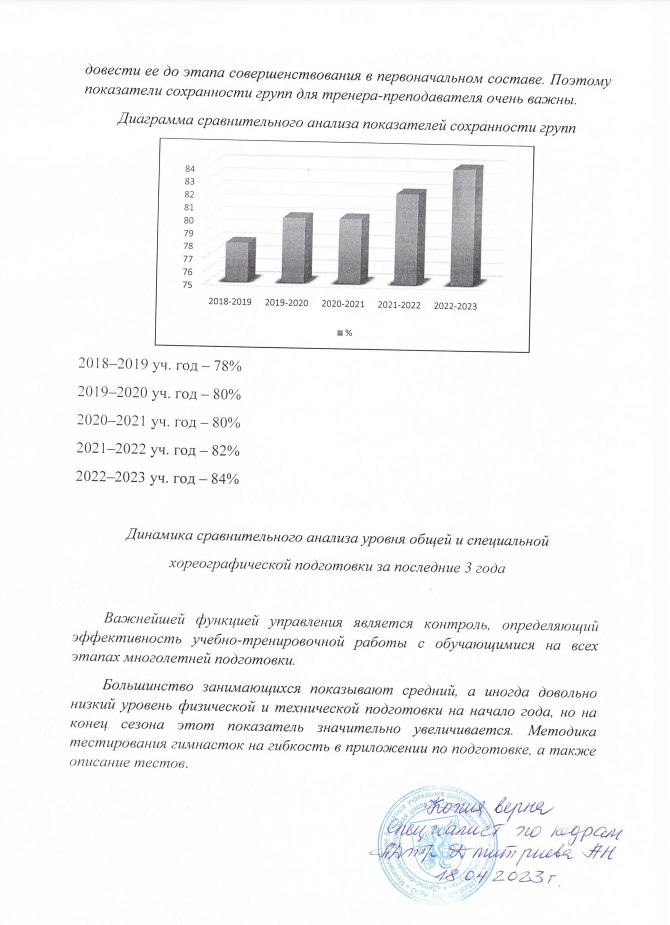 довести ее до этапа совершенствования в первоначальном составе. Поэтому
показатели сохранности групп для тренера-преподавателя очень важны.
Диаграмма сравнительного анализа показателей сохранности групп
84
83
82
81
80
79
78
77
76
75
2018-2019 2019-2020 2020-2021 2021-2022 2022-2023
%
2018–2019 уч. год – 78%
2019–2020 уч. год – 80%
2020–2021 уч. год – 80%
2021–2022 уч. год – 82%
2022–2023 уч. год – 84%
Динамика сравнительного анализа уровня общей и специальной
хореографической подготовки за последние 3 года
Важнейшей функцией управления является контроль, определяющий
эффективность учебно-тренировочной работы с обучающимися на всех
этапах многолетней подготовки.
Большинство занимающихся показывают средний, а иногда довольно
низкий уровень физической и технической подготовки на начало года, но на
конец сезона этот показатель значительно увеличивается. Методика
тестирования гимнасток на гибкость в приложении по подготовке, а также
описание тестов.
Копия верна
специалист по кадрам
Дмитриева АН
18.04.2023г.